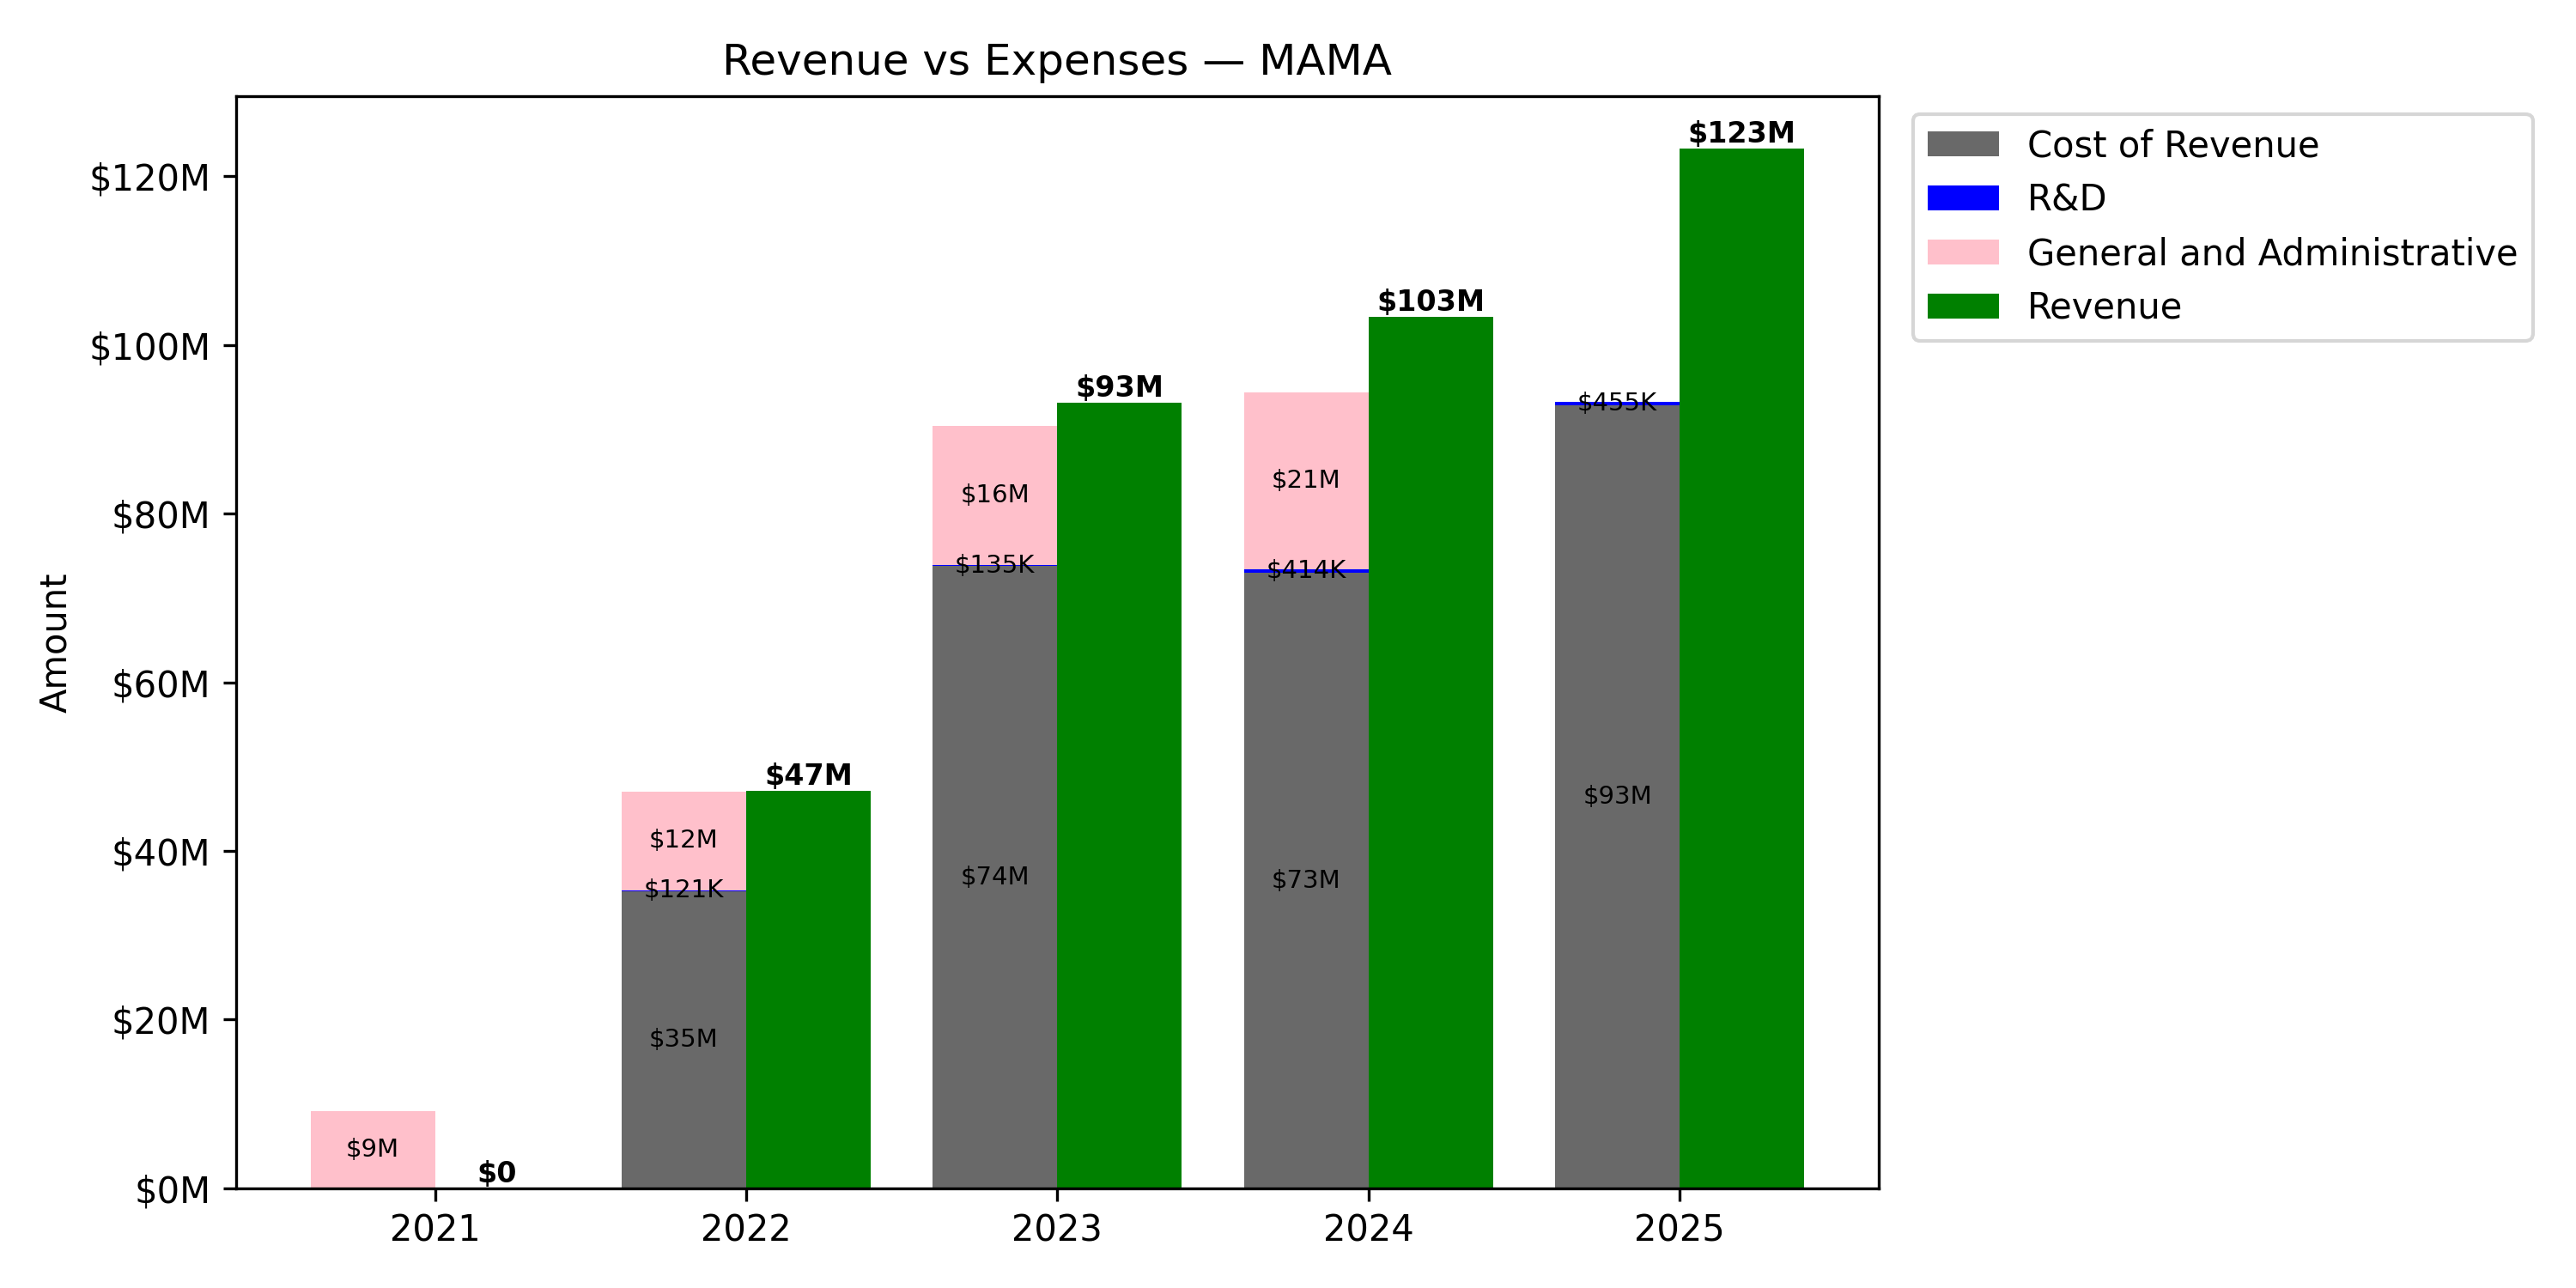 Revenue vs Expenses — MAMA
Amount
$120M
$100M
$80M
$60M
$40M
$20M
$0M
2021
2022
2023
2024
2025
$9M
$0
$12M
$121K
$35M
$47M
$16M
$135K
$74M
$93M
$21M
$414K
$73M
$103M
$455K
$93M
$123M
Cost of Revenue
R&D
General and Administrative
Revenue